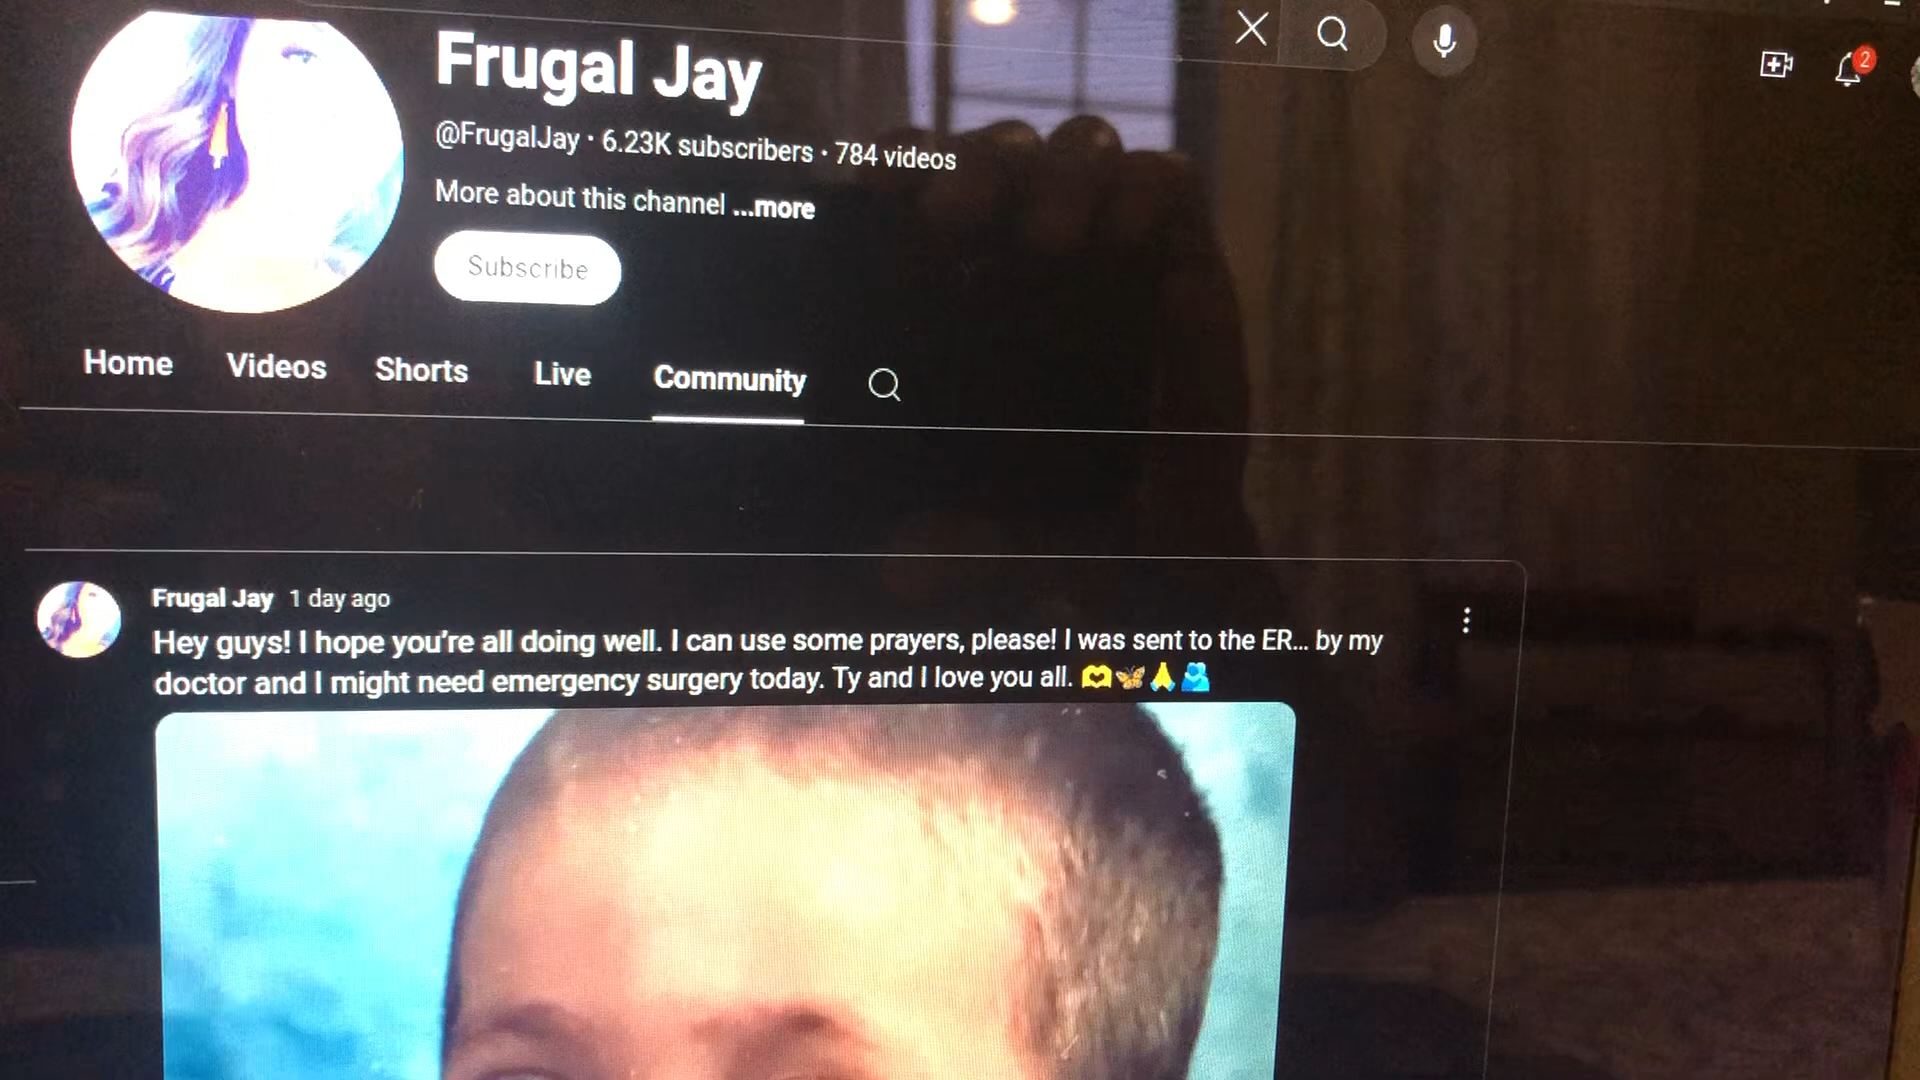 Frugal Jay
@FrugalJay · 6.23K subscribers · 784 videos
More about this channel ...more
Subscribe
Home Videos Shorts Live Community
2
Frugal Jay 1 day ago
Hey guys! I hope you're all doing well. I can use some prayers, please! I was sent to the ER... by my
doctor and I might need emergency surgery today. Ty and I love you all. 🫶🦋🙏🫂